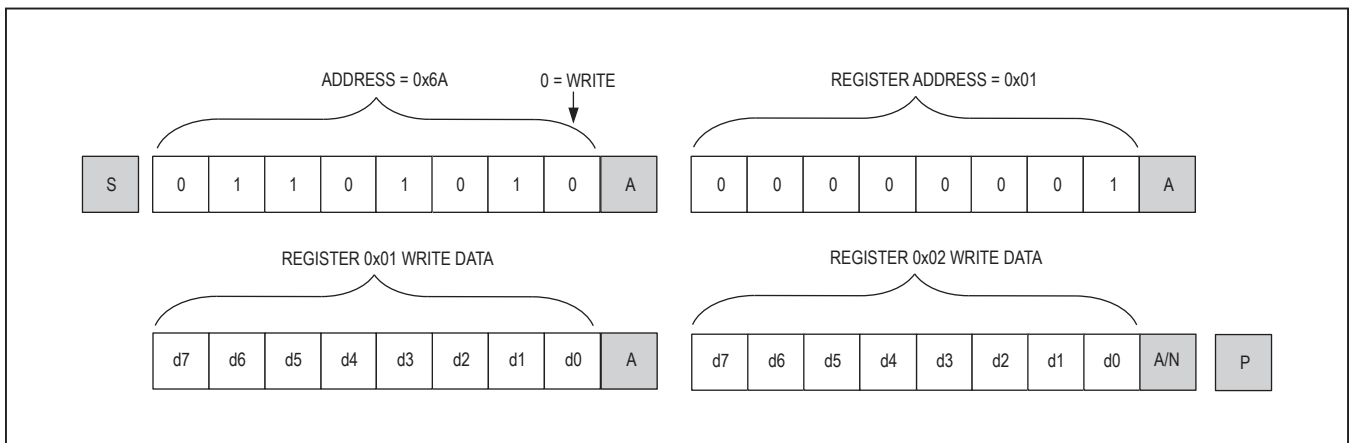 ADDRESS = 0x6A 0 = WRITE REGISTER ADDRESS = 0x01
S 0 1 1 0 1 0 1 0 A 0 0 0 0 0 0 0 1 A
REGISTER 0x01 WRITE DATA REGISTER 0x02 WRITE DATA
d7 d6 d5 d4 d3 d2 d1 d0 A d7 d6 d5 d4 d3 d2 d1 d0 A/N P